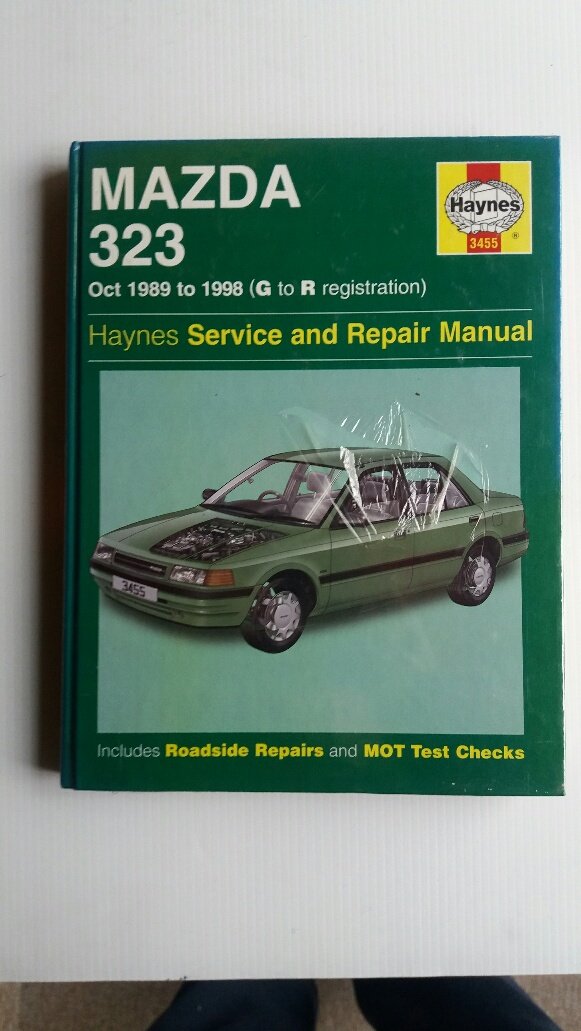 MAZDA
323
Haynes
3455
®
Oct 1989 to 1998 (G to R registration)
Haynes Service and Repair Manual
3455
Includes Roadside Repairs and MOT Test Checks